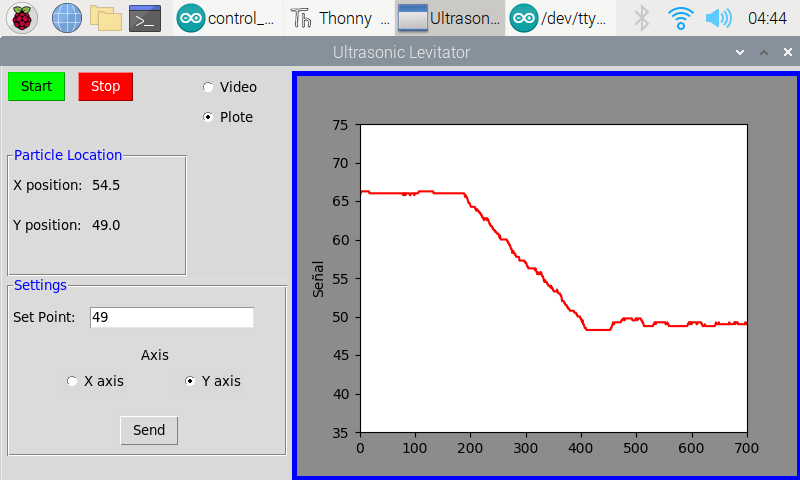 control_...
Thonny ...
Ultrason...
/dev/tty...
04:44
Ultrasonic Levitator
Start
Stop
Video
Plote
Particle Location
X position: 54.5
Y position: 49.0
Settings
Set Point: 49
Axis
X axis
Y axis
Send
Señal
75
70
65
60
55
50
45
40
35
0 100 200 300 400 500 600 700